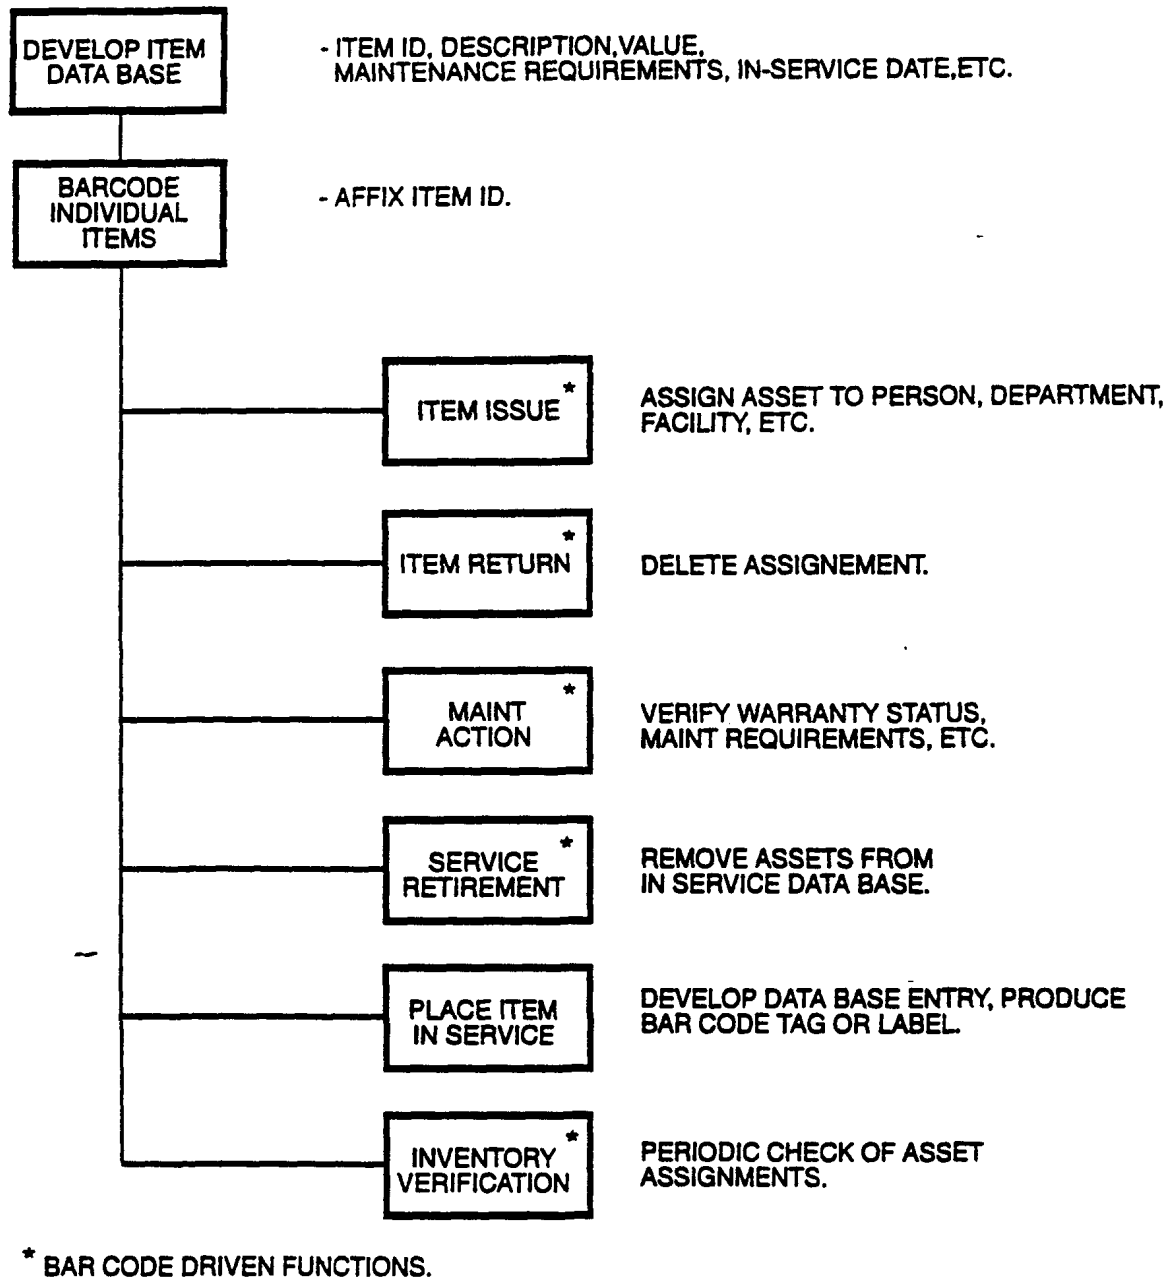 DEVELOP ITEM
DATA BASE
- ITEM ID, DESCRIPTION,VALUE,
MAINTENANCE REQUIREMENTS, IN-SERVICE DATE,ETC.
BARCODE
INDIVIDUAL
ITEMS
- AFFIX ITEM ID.
ITEM ISSUE *
ASSIGN ASSET TO PERSON, DEPARTMENT,
FACILITY, ETC.
ITEM RETURN *
DELETE ASSIGNEMENT.
MAINT *
ACTION
VERIFY WARRANTY STATUS,
MAINT REQUIREMENTS, ETC.
SERVICE *
RETIREMENT
REMOVE ASSETS FROM
IN SERVICE DATA BASE.
PLACE ITEM
IN SERVICE
DEVELOP DATA BASE ENTRY, PRODUCE
BAR CODE TAG OR LABEL.
INVENTORY *
VERIFICATION
PERIODIC CHECK OF ASSET
ASSIGNMENTS.
* BAR CODE DRIVEN FUNCTIONS.